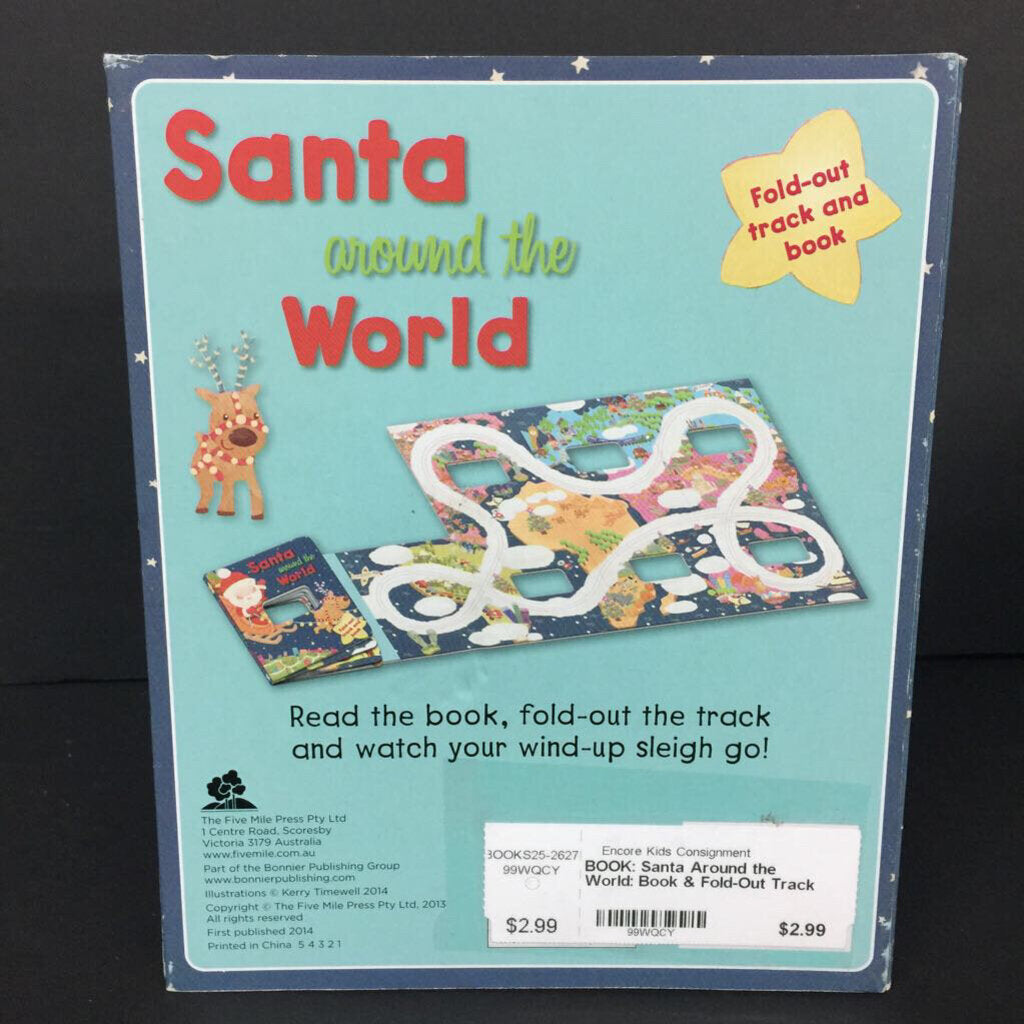 Santa
around the
World
Fold-out
track and
book
Santa
around the
World
Read the book, fold-out the track
and watch your wind-up sleigh go!
The Five Mile Press Pty Ltd
1 Centre Road, Scoresby
Victoria 3179 Australia
www.fivemile.com.au
Part of the Bonnier Publishing Group
www.bonnierpublishing.com
Illustrations © Kerry Timewell 2014
Copyright © The Five Mile Press Pty Ltd, 2013
All rights reserved
First published 2014
Printed in China 5 4 3 2 1
BOOKS25-2627
99WQCY
$2.99
Encore Kids Consignment
BOOK: Santa Around the
World: Book & Fold-Out Track
99WQCY
$2.99